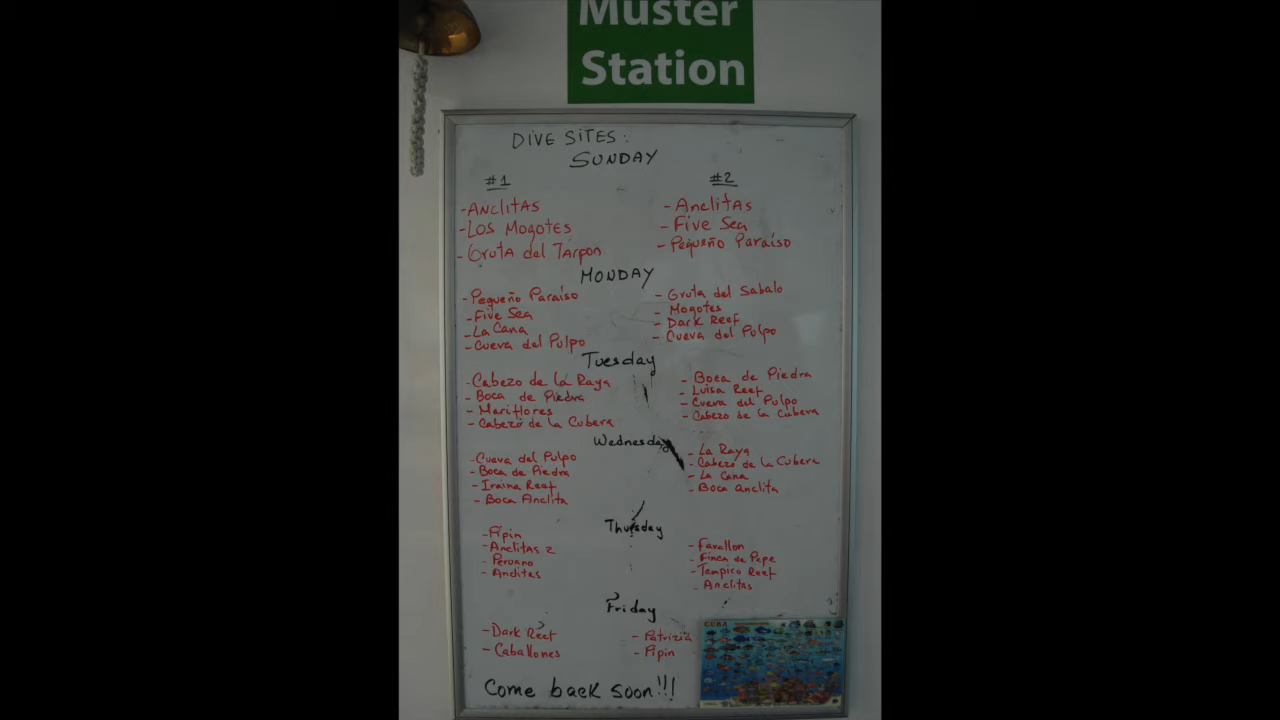 Muster
Station
DIVE SITES:
SUNDAY
#1
- ANCLITAS
- LOS MOGOTES
- GRUTA del TARPON
#2
- Anclitas
- Five Sea
- Pequeño Paraíso
MONDAY
- Pequeño Paraíso
- Five Sea
- La Cana
- Cueva del Pulpo
- Gruta del Sabalo
- Mogotes
- Dark Reef
- Cueva del Pulpo
Tuesday
- Cabezo de la Raya
- Boca de Piedra
- Mariflores
- Cabezo de la Cubera
- Boca de Piedra
- Luisa Reef
- Cueva del Pulpo
- Cabezo de la Cubera
Wednesday
- Cueva del Pulpo
- Boca de Piedra
- Iraina Reef
- Boca Anclita
- La Raya
- Cabezo de la Cubera
- La Cana
- Boca Anclita
Thursday
- Pipin
- Anclitas 2
- Peruano
- Anclitas
- Farallon
- Finca de Pepe
- Tampico Reef
- Anclitas
Friday
- Dark Reef
- Caballones
- Patrizia
- Pipin
CUBA
Come back soon!!!